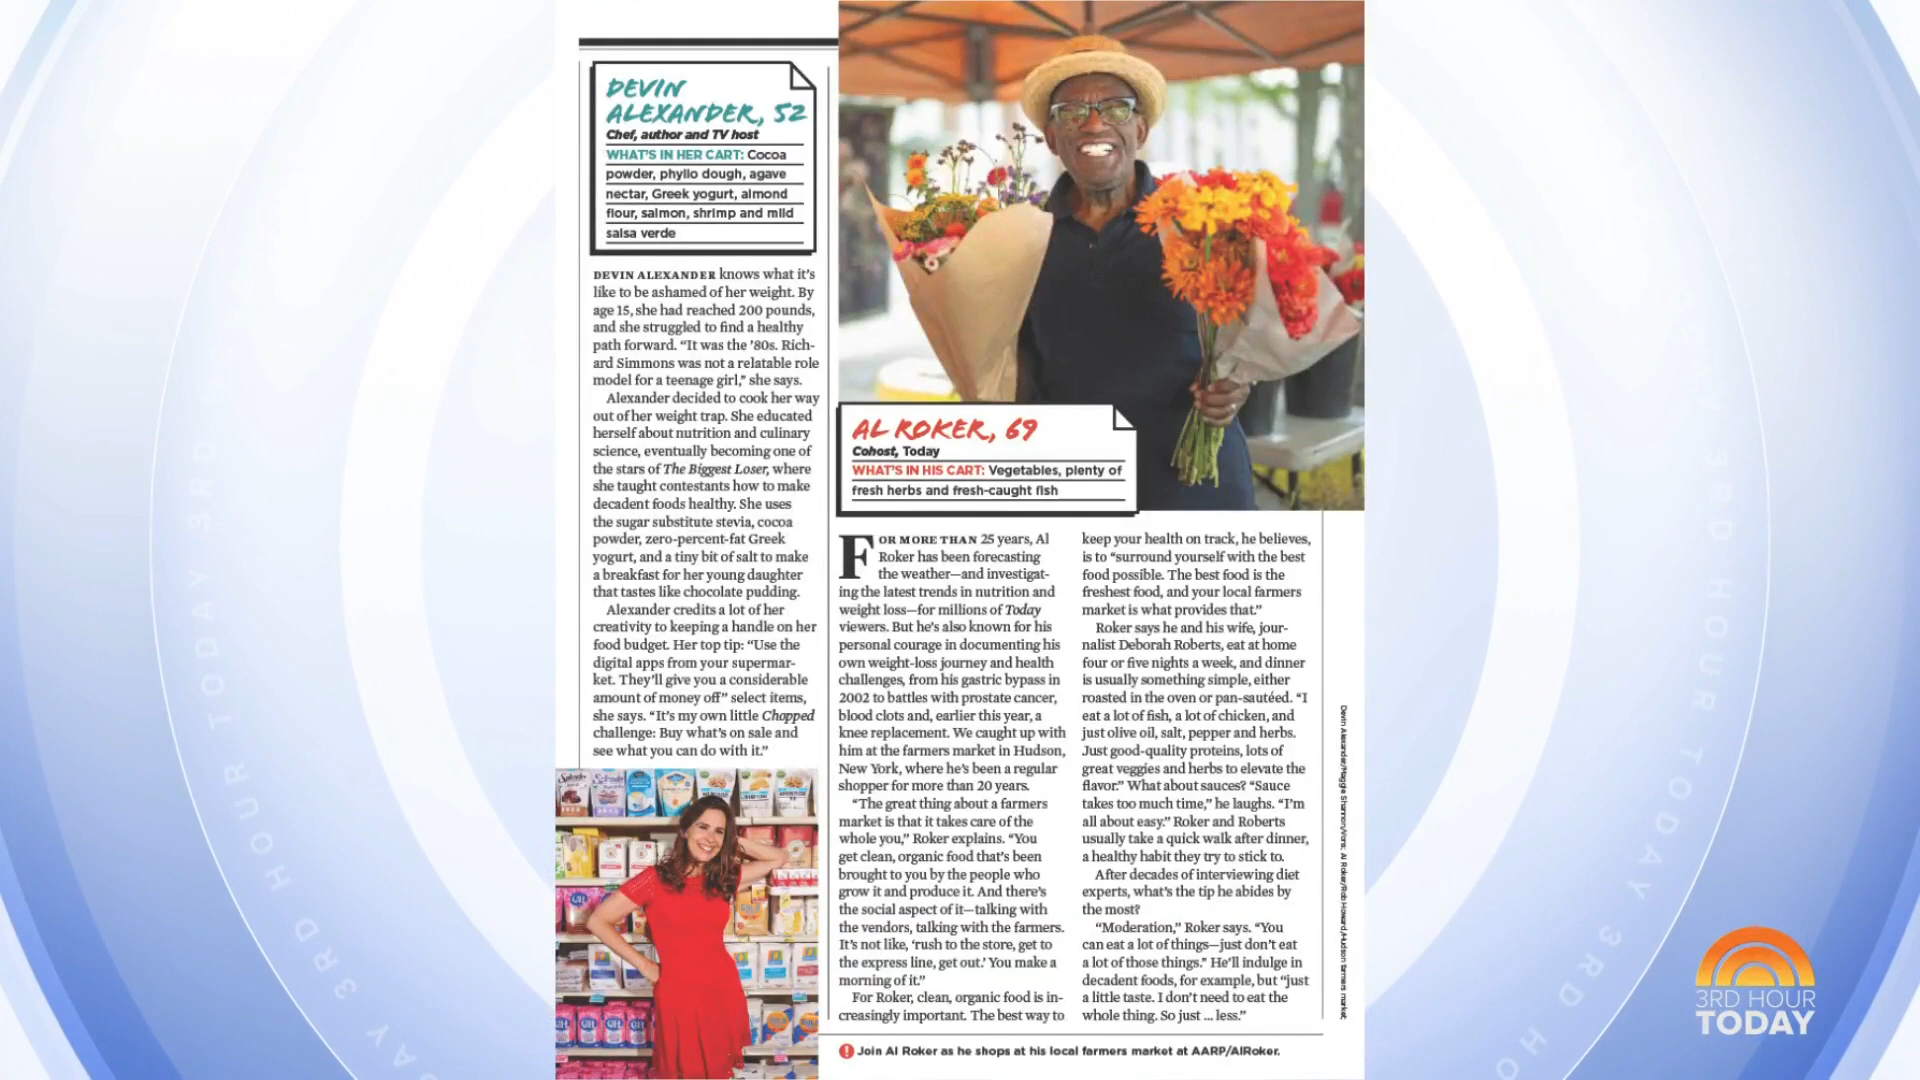 DEVIN
ALEXANDER, 52
Chef, author and TV host
WHAT'S IN HER CART: Cocoa
powder, phyllo dough, agave
nectar, Greek yogurt, almond
flour, salmon, shrimp and mild
salsa verde
DEVIN ALEXANDER knows what it's
like to be ashamed of her weight. By
age 15, she had reached 200 pounds,
and she struggled to find a healthy
path forward. “It was the ’80s. Rich-
ard Simmons was not a relatable role
model for a teenage girl,” she says.
Alexander decided to cook her way
out of her weight trap. She educated
herself about nutrition and culinary
science, eventually becoming one of
the stars of The Biggest Loser, where
she taught contestants how to make
decadent foods healthy. She uses
the sugar substitute stevia, cocoa
powder, zero-percent-fat Greek
yogurt, and a tiny bit of salt to make
a breakfast for her young daughter
that tastes like chocolate pudding.
Alexander credits a lot of her
creativity to keeping a handle on her
food budget. Her top tip: “Use the
digital apps from your supermar-
ket. They’ll give you a considerable
amount of money off” select items,
she says. “It’s my own little Chopped
challenge: Buy what’s on sale and
see what you can do with it.”
AL ROKER, 69
Cohost, Today
WHAT'S IN HIS CART: Vegetables, plenty of
fresh herbs and fresh-caught fish
FOR MORE THAN 25 years, Al
Roker has been forecasting
the weather—and investigat-
ing the latest trends in nutrition and
weight loss—for millions of Today
viewers. But he’s also known for his
personal courage in documenting his
own weight-loss journey and health
challenges, from his gastric bypass in
2002 to battles with prostate cancer,
blood clots and, earlier this year, a
knee replacement. We caught up with
him at the farmers market in Hudson,
New York, where he’s been a regular
shopper for more than 20 years.
“The great thing about a farmers
market is that it takes care of the
whole you,” Roker explains. “You
get clean, organic food that’s been
brought to you by the people who
grow it and produce it. And there’s
the social aspect of it—talking with
the vendors, talking with the farmers.
It’s not like, ‘rush to the store, get to
the express line, get out.’ You make a
morning of it.”
For Roker, clean, organic food is in-
creasingly important. The best way to
keep your health on track, he believes,
is to “surround yourself with the best
food possible. The best food is the
freshest food, and your local farmers
market is what provides that.”
Roker says he and his wife, jour-
nalist Deborah Roberts, eat at home
four or five nights a week, and dinner
is usually something simple, either
roasted in the oven or pan-sautéed. “I
eat a lot of fish, a lot of chicken, and
just olive oil, salt, pepper and herbs.
Just good-quality proteins, lots of
great veggies and herbs to elevate the
flavor.” What about sauces? “Sauce
takes too much time,” he laughs. “I’m
all about easy.” Roker and Roberts
usually take a quick walk after dinner,
a healthy habit they try to stick to.
After decades of interviewing diet
experts, what’s the tip he abides by
the most?
“Moderation,” Roker says. “You
can eat a lot of things—just don’t eat
a lot of those things.” He’ll indulge in
decadent foods, for example, but “just
a little taste. I don’t need to eat the
whole thing. So just ... less.”
! Join Al Roker as he shops at his local farmers market at AARP/AlRoker.
3RD HOUR
TODAY